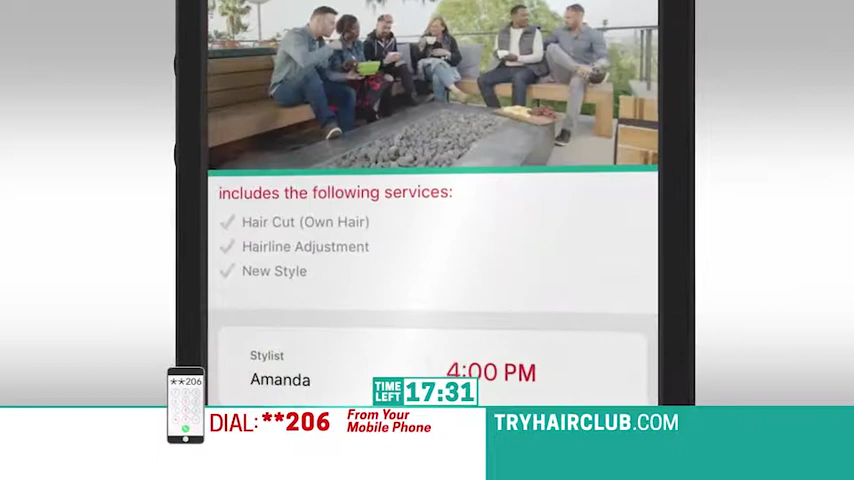 includes the following services:
Hair Cut (Own Hair)
Hairline Adjustment
New Style
Stylist
Amanda
4:00 PM
**206
TIME LEFT 17:31
DIAL: **206
From Your
Mobile Phone
TRYHAIRCLUB.COM